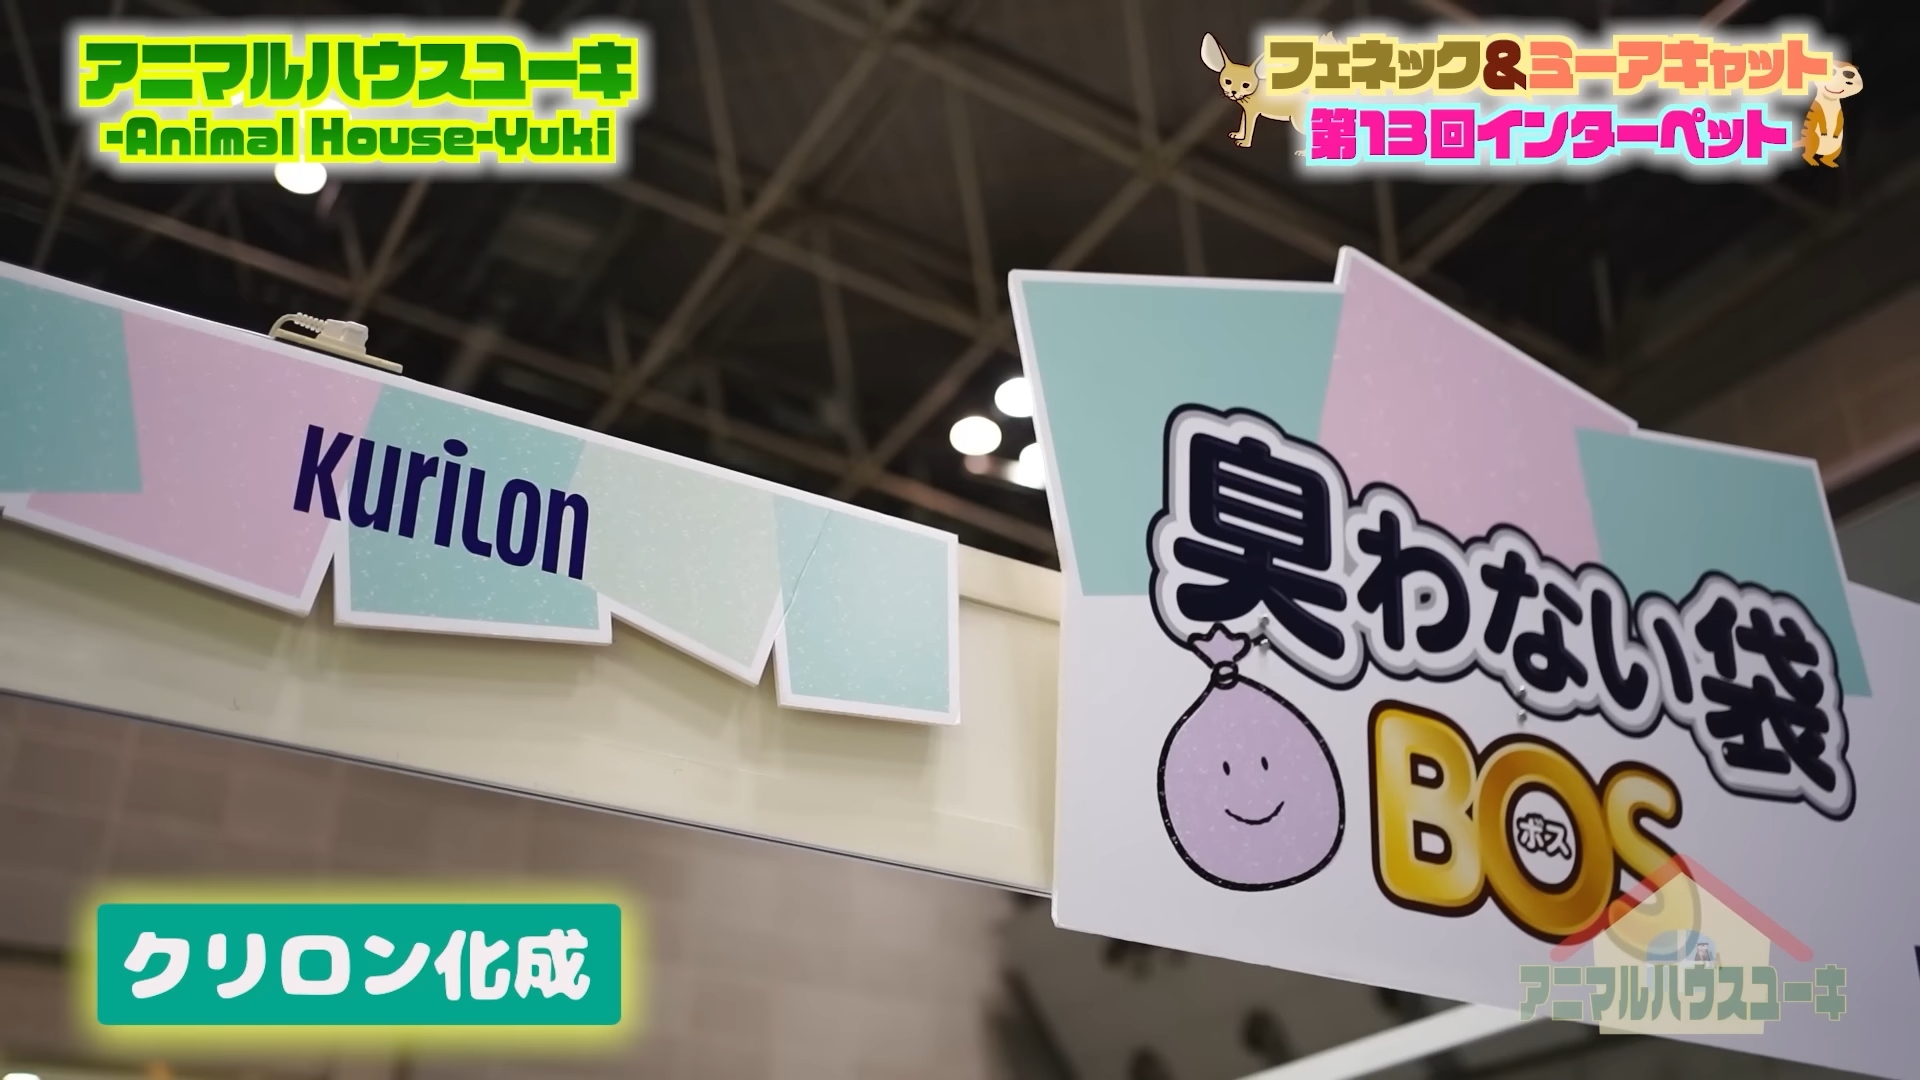 アニマルハウスユーキ
-Animal House-Yuki
フェネック&ミーアキャット
第13回インターペット
Kurilon
臭わない袋
BOS
ボス
クリロン化成
アニマルハウスユーキ